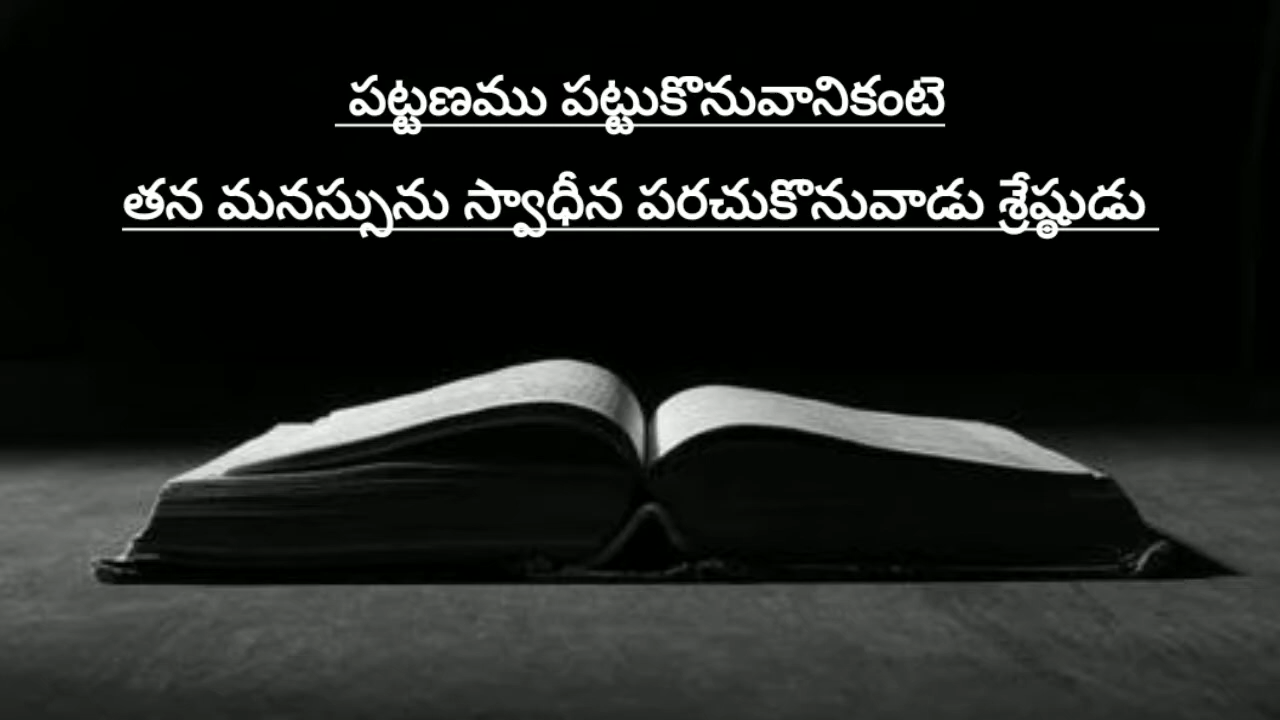 పట్టణము పట్టుకొనువానికంటె
తన మనస్సును స్వాధీన పరచుకొనువాడు శ్రేష్ఠుడు